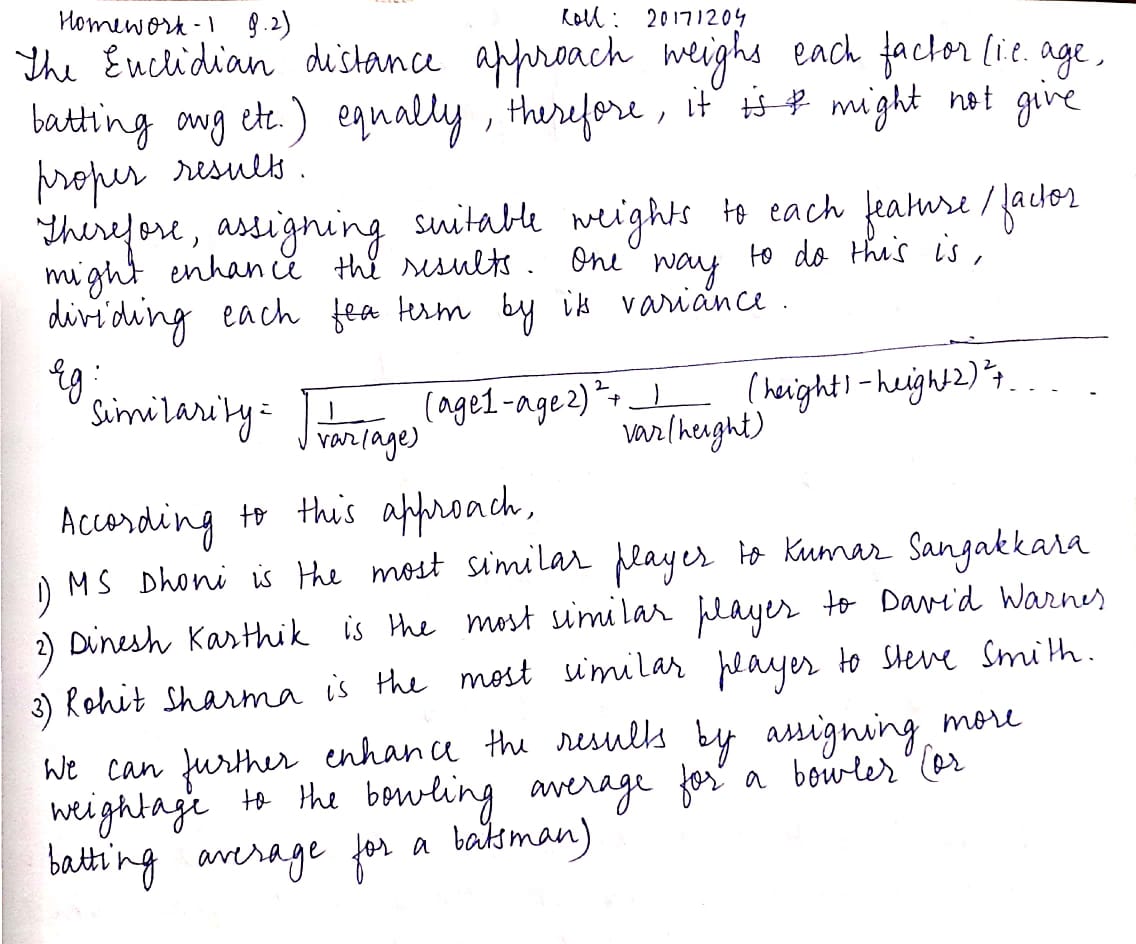 Homework-1 Q.2) Roll: 20171204
The Euclidian distance approach weighs each factor (i.e. age,
batting avg etc.) equally, therefore, it is might not give
proper results.
Therefore, assigning suitable weights to each feature/factor
might enhance the results. One way to do this is,
dividing each fea term by its variance.
Eg:
Similarity = √ 1/var(age) (age1-age2)² + 1/var(height) (height1-height2)² + ....
According to this approach,
1) MS Dhoni is the most similar player to Kumar Sangakkara
2) Dinesh Karthik is the most similar player to David Warner
3) Rohit Sharma is the most similar player to Steve Smith.
We can further enhance the results by assigning more
weightage to the bowling average for a bowler (or
batting average for a batsman)